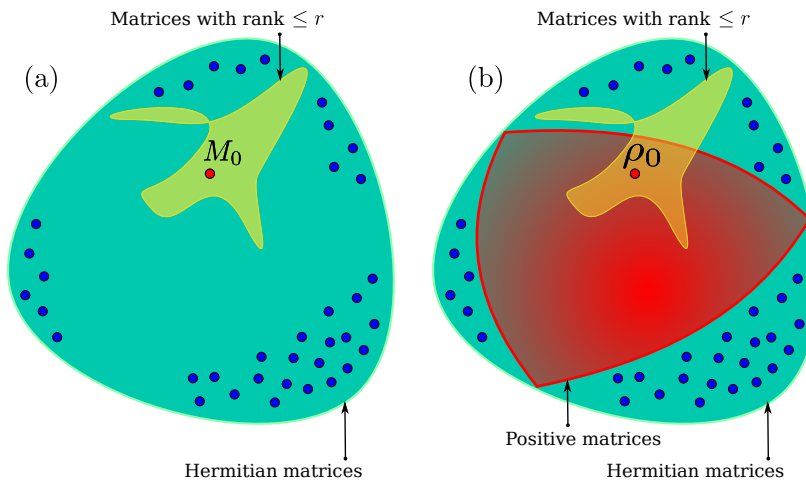 Matrices with rank ≤ r
(a)
M₀
Hermitian matrices
Matrices with rank ≤ r
(b)
ρ₀
Positive matrices
Hermitian matrices